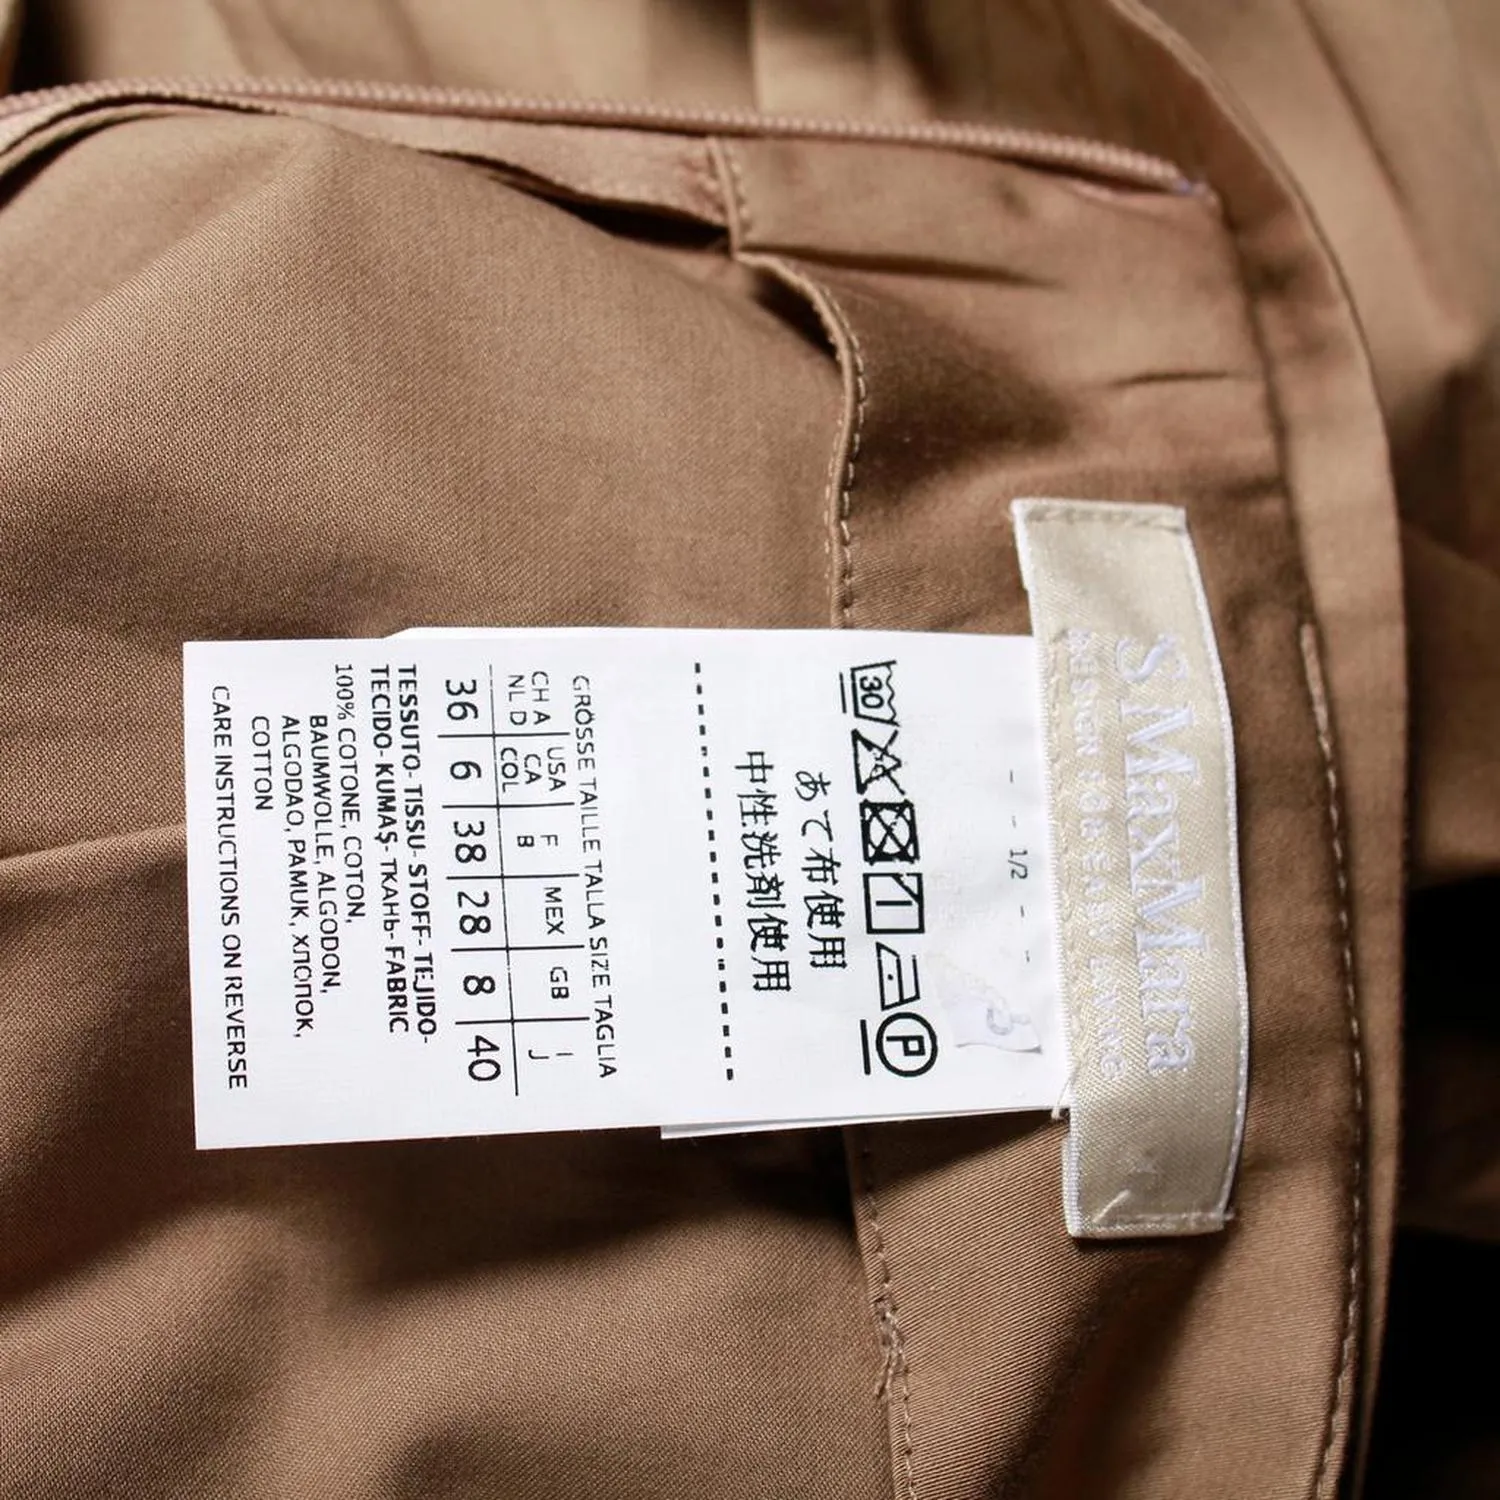 S MaxMara
- - 1/2 - -
30
P
あて布使用
中性洗剤使用
GRÖSSE TAILLE TALLA SIZE TAGLIA
CH A USA F MEX GB I
NL D CA B J
COL
36 6 38 28 8 40
TESSUTO- TISSU- STOFF- TEJIDO-
TECIDO- KUMAŞ- ТКАНЬ- FABRIC
100% COTONE, COTON,
BAUMWOLLE, ALGODON,
ALGODAO, PAMUK, ХЛОПОК,
COTTON
CARE INSTRUCTIONS ON REVERSE